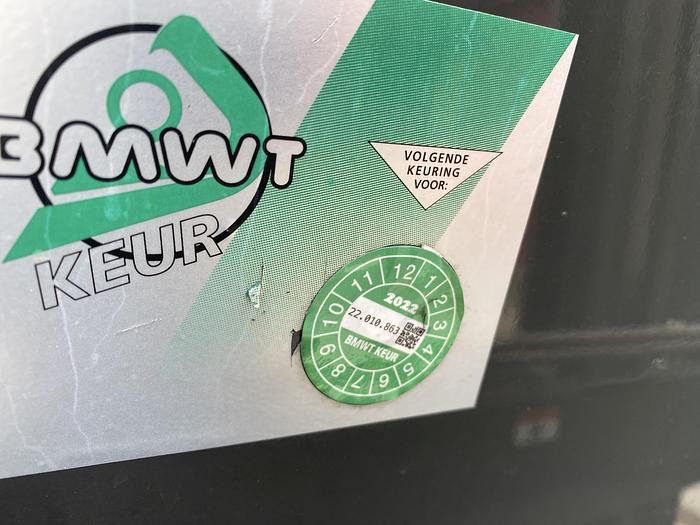 BMWT
KEUR
VOLGENDE
KEURING
VOOR:
12
1
2
3
4
5
6
7
8
9
10
11
2022
22.010.863
BMWT KEUR